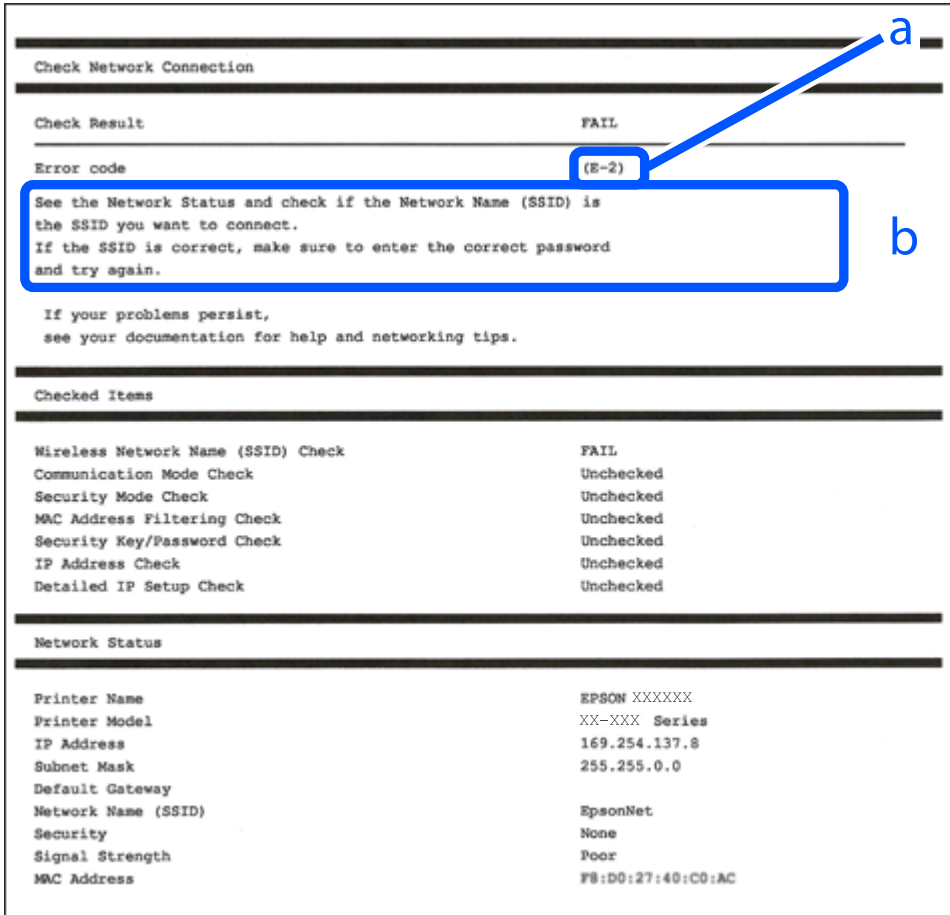 a
Check Network Connection
Check Result FAIL
Error code (E-2)
See the Network Status and check if the Network Name (SSID) is
the SSID you want to connect.
If the SSID is correct, make sure to enter the correct password
and try again.
b
If your problems persist,
see your documentation for help and networking tips.
Checked Items
Wireless Network Name (SSID) Check FAIL
Communication Mode Check Unchecked
Security Mode Check Unchecked
MAC Address Filtering Check Unchecked
Security Key/Password Check Unchecked
IP Address Check Unchecked
Detailed IP Setup Check Unchecked
Network Status
Printer Name EPSON XXXXXX
Printer Model XX-XXX Series
IP Address 169.254.137.8
Subnet Mask 255.255.0.0
Default Gateway
Network Name (SSID) EpsonNet
Security None
Signal Strength Poor
MAC Address F8:D0:27:40:C0:AC